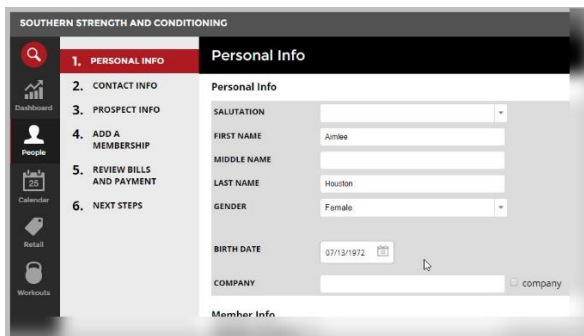 SOUTHERN STRENGTH AND CONDITIONING
Dashboard
People
25
Calendar
Retail
Workouts
1. PERSONAL INFO
2. CONTACT INFO
3. PROSPECT INFO
4. ADD A
MEMBERSHIP
5. REVIEW BILLS
AND PAYMENT
6. NEXT STEPS
Personal Info
Personal Info
SALUTATION
FIRST NAME Aimlee
MIDDLE NAME
LAST NAME Houston
GENDER Female
BIRTH DATE 07/13/1972
COMPANY company
Member Info